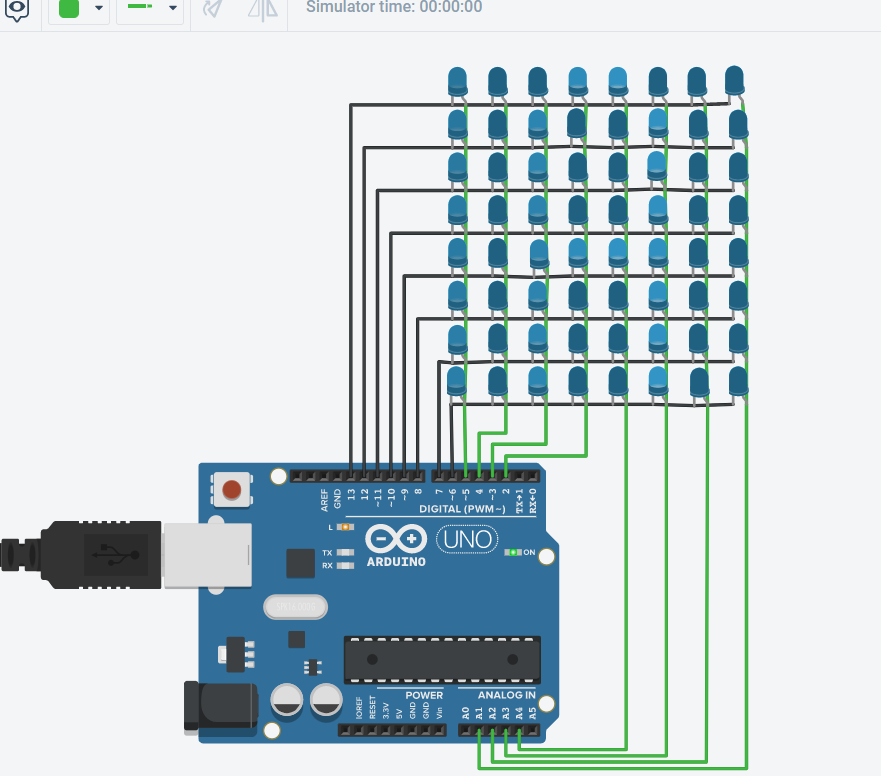 Simulator time: 00:00:00
AREF
GND
13
12
~11
~10
~9
8
7
~6
~5
4
~3
2
TX→1
RX←0
DIGITAL (PWM~)
L
TX
RX
ARDUINO
UNO
ON
POWER
ANALOG IN
IOREF
RESET
3.3V
5V
GND
GND
Vin
A0
A1
A2
A3
A4
A5